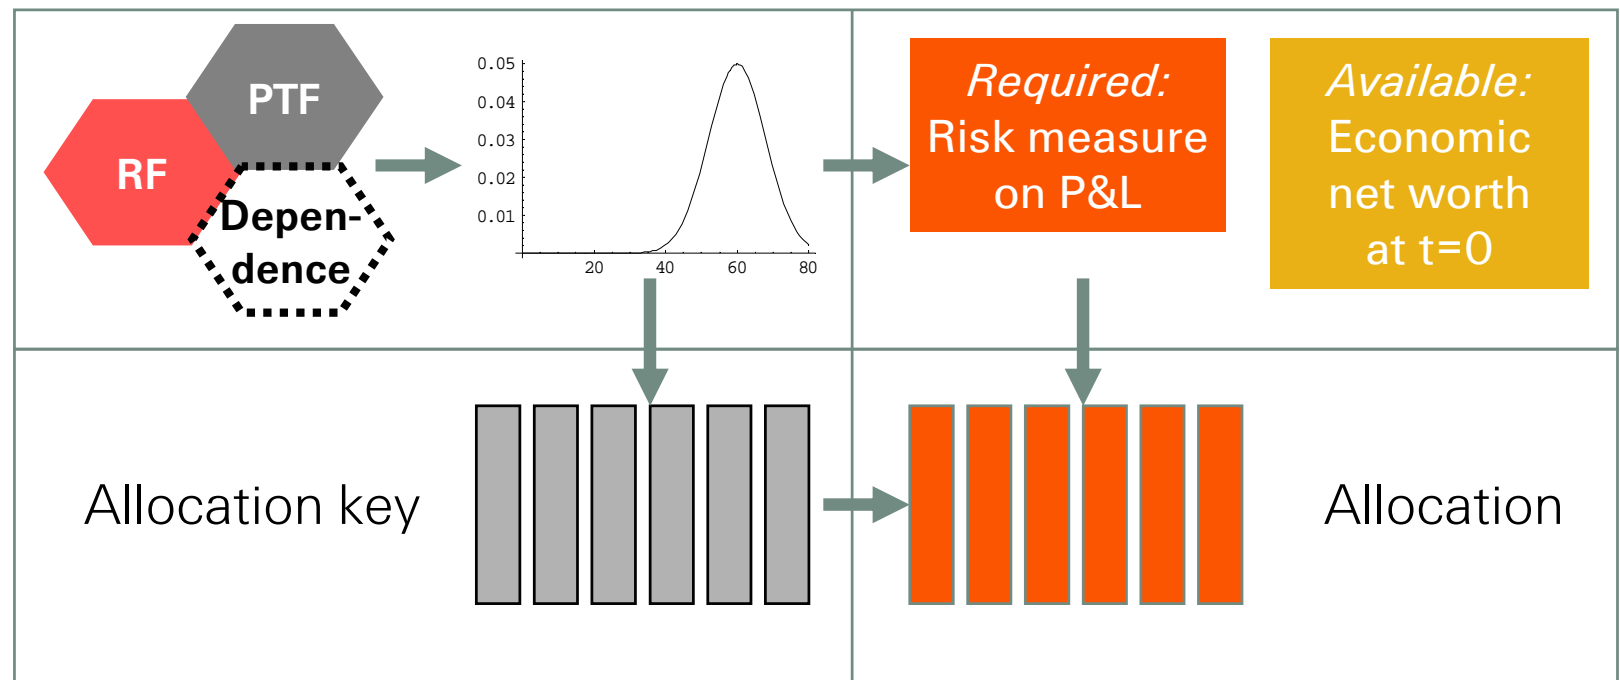 PTF
RF
Depen-
dence
0.05
0.04
0.03
0.02
0.01
20 40 60 80
Required:
Risk measure
on P&L
Available:
Economic
net worth
at t=0
Allocation key
Allocation